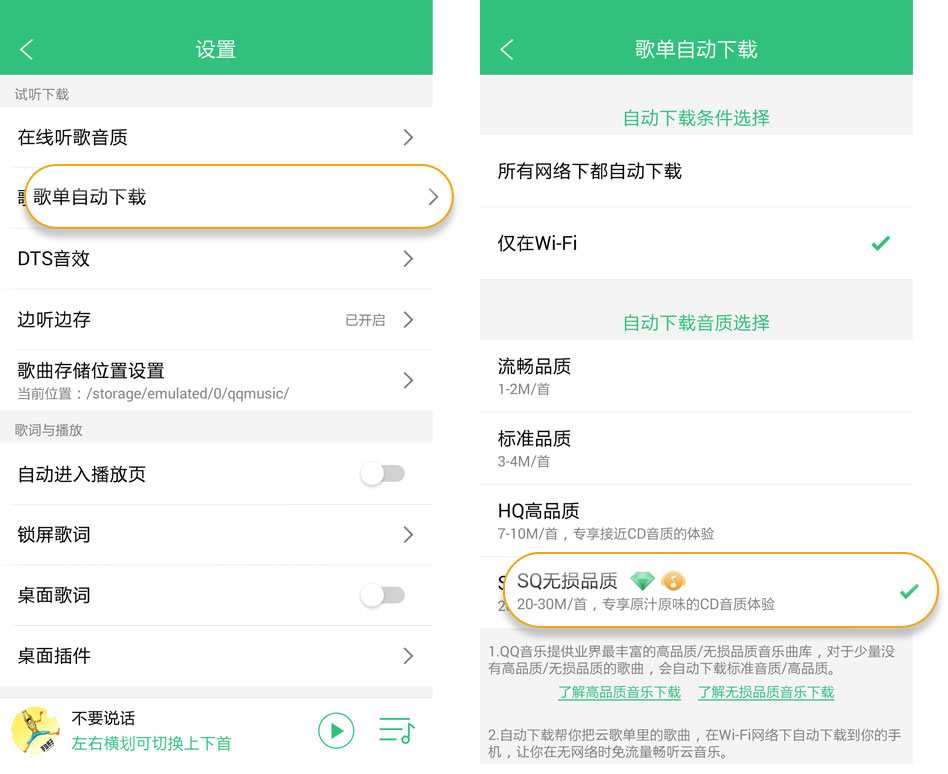 设置
试听下载
在线听歌音质
歌单自动下载
DTS音效
边听边存
已开启
歌曲存储位置设置
当前位置：/storage/emulated/0/qqmusic/
歌词与播放
自动进入播放页
锁屏歌词
桌面歌词
桌面插件
不要说话
左右横划可切换上下首
歌单自动下载
自动下载条件选择
所有网络下都自动下载
仅在Wi-Fi
自动下载音质选择
流畅品质
1-2M/首
标准品质
3-4M/首
HQ高品质
7-10M/首，专享接近CD音质的体验
SQ无损品质
20-30M/首，专享原汁原味的CD音质体验
1.QQ音乐提供业界最丰富的高品质/无损品质音乐曲库，对于少量没
有高品质/无损品质的歌曲，会自动下载标准音质/高品质。
了解高品质音乐下载 了解无损品质音乐下载
2.自动下载帮你把云歌单里的歌曲，在Wi-Fi网络下自动下载到你的手
机，让你在无网络时免流量畅听云音乐。